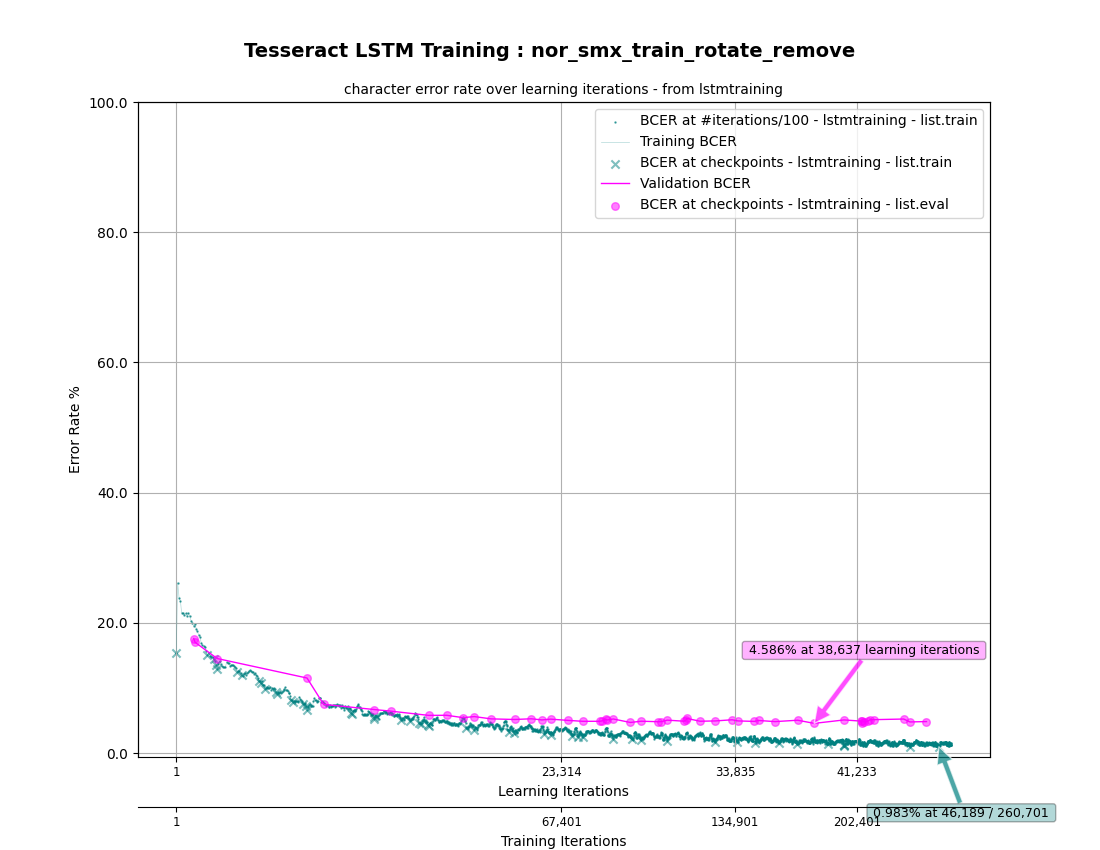 Tesseract LSTM Training : nor_smx_train_rotate_remove
character error rate over learning iterations - from lstmtraining
100.0
80.0
60.0
40.0
20.0
0.0
Error Rate %
BCER at #iterations/100 - lstmtraining - list.train
Training BCER
BCER at checkpoints - lstmtraining - list.train
Validation BCER
BCER at checkpoints - lstmtraining - list.eval
4.586% at 38,637 learning iterations
1 23,314 33,835 41,233
Learning Iterations
0.983% at 46,189 / 260,701
1 67,401 134,901 202,401
Training Iterations